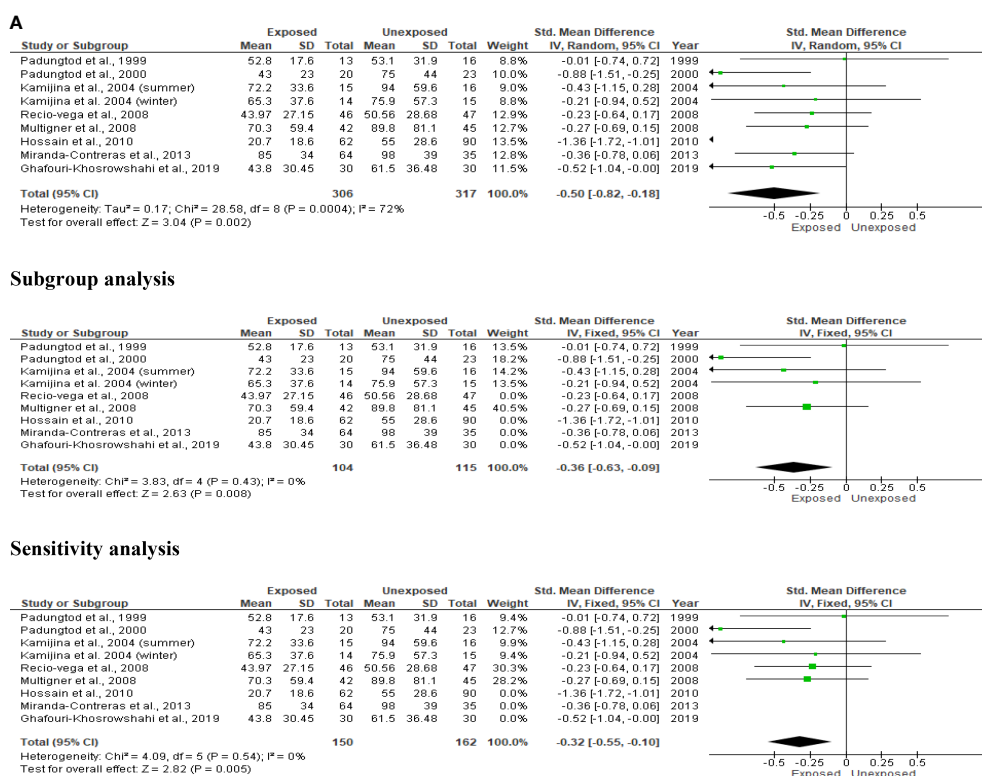 A
Exposed Unexposed Std. Mean Difference Std. Mean Difference
Study or Subgroup Mean SD Total Mean SD Total Weight IV, Random, 95% CI Year IV, Random, 95% CI
Padungtod et al., 1999 52.8 17.6 13 53.1 31.9 16 8.8% -0.01 [-0.74, 0.72] 1999
Padungtod et al., 2000 43 23 20 75 44 23 10.0% -0.88 [-1.51, -0.25] 2000
Kamijina et al., 2004 (summer) 72.2 33.6 15 94 59.6 16 9.0% -0.43 [-1.15, 0.28] 2004
Kamijina et al. 2004 (winter) 65.3 37.6 14 75.9 57.3 15 8.8% -0.21 [-0.94, 0.52] 2004
Recio-vega et al., 2008 43.97 27.15 46 50.56 28.68 47 12.9% -0.23 [-0.64, 0.17] 2008
Multigner et al., 2008 70.3 59.4 42 89.8 81.1 45 12.7% -0.27 [-0.69, 0.15] 2008
Hossain et al., 2010 20.7 18.6 62 55 28.6 90 13.5% -1.36 [-1.72, -1.01] 2010
Miranda-Contreras et al., 2013 85 34 64 98 39 35 12.8% -0.36 [-0.78, 0.06] 2013
Ghafouri-Khosrowshahi et al., 2019 43.8 30.45 30 61.5 36.48 30 11.5% -0.52 [-1.04, -0.00] 2019
Total (95% CI) 306 317 100.0% -0.50 [-0.82, -0.18]
Heterogeneity: Tau² = 0.17; Chi² = 28.58, df = 8 (P = 0.0004); I² = 72%
Test for overall effect: Z = 3.04 (P = 0.002)
-0.5 -0.25 0 0.25 0.5
Exposed Unexposed
Subgroup analysis
Exposed Unexposed Std. Mean Difference Std. Mean Difference
Study or Subgroup Mean SD Total Mean SD Total Weight IV, Fixed, 95% CI Year IV, Fixed, 95% CI
Padungtod et al., 1999 52.8 17.6 13 53.1 31.9 16 13.5% -0.01 [-0.74, 0.72] 1999
Padungtod et al., 2000 43 23 20 75 44 23 18.2% -0.88 [-1.51, -0.25] 2000
Kamijina et al., 2004 (summer) 72.2 33.6 15 94 59.6 16 14.2% -0.43 [-1.15, 0.28] 2004
Kamijina et al. 2004 (winter) 65.3 37.6 14 75.9 57.3 15 13.6% -0.21 [-0.94, 0.52] 2004
Recio-vega et al., 2008 43.97 27.15 46 50.56 28.68 47 0.0% -0.23 [-0.64, 0.17] 2008
Multigner et al., 2008 70.3 59.4 42 89.8 81.1 45 40.5% -0.27 [-0.69, 0.15] 2008
Hossain et al., 2010 20.7 18.6 62 55 28.6 90 0.0% -1.36 [-1.72, -1.01] 2010
Miranda-Contreras et al., 2013 85 34 64 98 39 35 0.0% -0.36 [-0.78, 0.06] 2013
Ghafouri-Khosrowshahi et al., 2019 43.8 30.45 30 61.5 36.48 30 0.0% -0.52 [-1.04, -0.00] 2019
Total (95% CI) 104 115 100.0% -0.36 [-0.63, -0.09]
Heterogeneity: Chi² = 3.83, df = 4 (P = 0.43); I² = 0%
Test for overall effect: Z = 2.63 (P = 0.008)
-0.5 -0.25 0 0.25 0.5
Exposed Unexposed
Sensitivity analysis
Exposed Unexposed Std. Mean Difference Std. Mean Difference
Study or Subgroup Mean SD Total Mean SD Total Weight IV, Fixed, 95% CI Year IV, Fixed, 95% CI
Padungtod et al., 1999 52.8 17.6 13 53.1 31.9 16 9.4% -0.01 [-0.74, 0.72] 1999
Padungtod et al., 2000 43 23 20 75 44 23 12.7% -0.88 [-1.51, -0.25] 2000
Kamijina et al., 2004 (summer) 72.2 33.6 15 94 59.6 16 9.9% -0.43 [-1.15, 0.28] 2004
Kamijina et al. 2004 (winter) 65.3 37.6 14 75.9 57.3 15 9.4% -0.21 [-0.94, 0.52] 2004
Recio-vega et al., 2008 43.97 27.15 46 50.56 28.68 47 30.3% -0.23 [-0.64, 0.17] 2008
Multigner et al., 2008 70.3 59.4 42 89.8 81.1 45 28.2% -0.27 [-0.69, 0.15] 2008
Hossain et al., 2010 20.7 18.6 62 55 28.6 90 0.0% -1.36 [-1.72, -1.01] 2010
Miranda-Contreras et al., 2013 85 34 64 98 39 35 0.0% -0.36 [-0.78, 0.06] 2013
Ghafouri-Khosrowshahi et al., 2019 43.8 30.45 30 61.5 36.48 30 0.0% -0.52 [-1.04, -0.00] 2019
Total (95% CI) 150 162 100.0% -0.32 [-0.55, -0.10]
Heterogeneity: Chi² = 4.09, df = 5 (P = 0.54); I² = 0%
Test for overall effect: Z = 2.82 (P = 0.005)
-0.5 -0.25 0 0.25 0.5
Exposed Unexposed